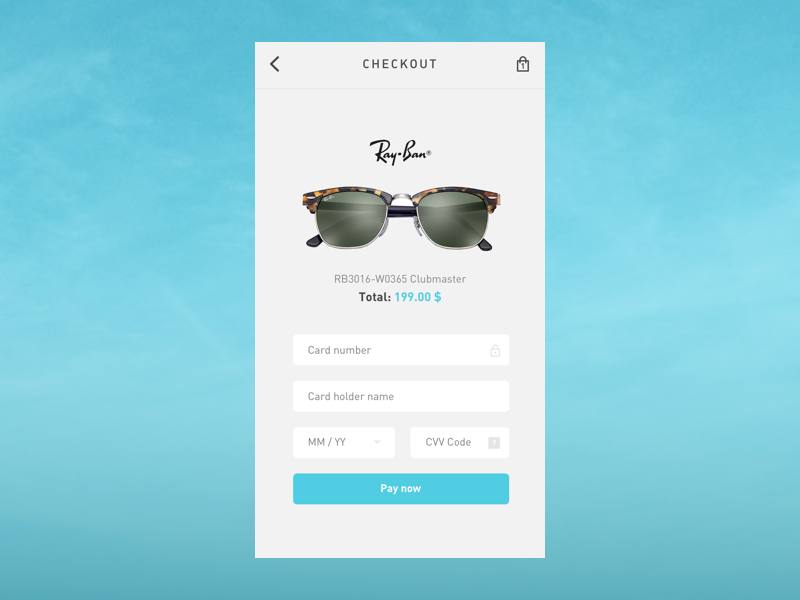 CHECKOUT
1
Ray-Ban®
RB3016-W0365 Clubmaster
Total: 199.00 $
Card number
Card holder name
MM / YY
CVV Code ?
Pay now